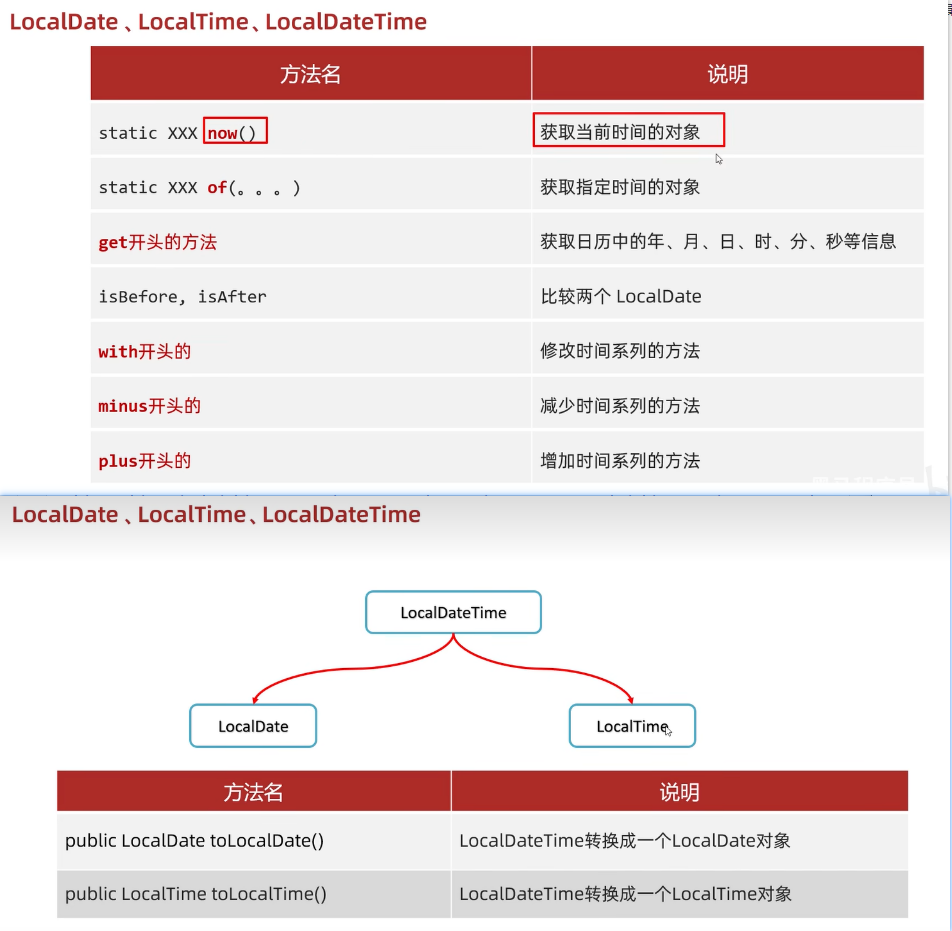 LocalDate 、LocalTime、LocalDateTime
方法名 说明
static XXX now() 获取当前时间的对象
static XXX of(。。。) 获取指定时间的对象
get开头的方法 获取日历中的年、月、日、时、分、秒等信息
isBefore, isAfter 比较两个 LocalDate
with开头的 修改时间系列的方法
minus开头的 减少时间系列的方法
plus开头的 增加时间系列的方法
LocalDate 、LocalTime、LocalDateTime
LocalDateTime
LocalDate LocalTime
方法名 说明
public LocalDate toLocalDate() LocalDateTime转换成一个LocalDate对象
public LocalTime toLocalTime() LocalDateTime转换成一个LocalTime对象